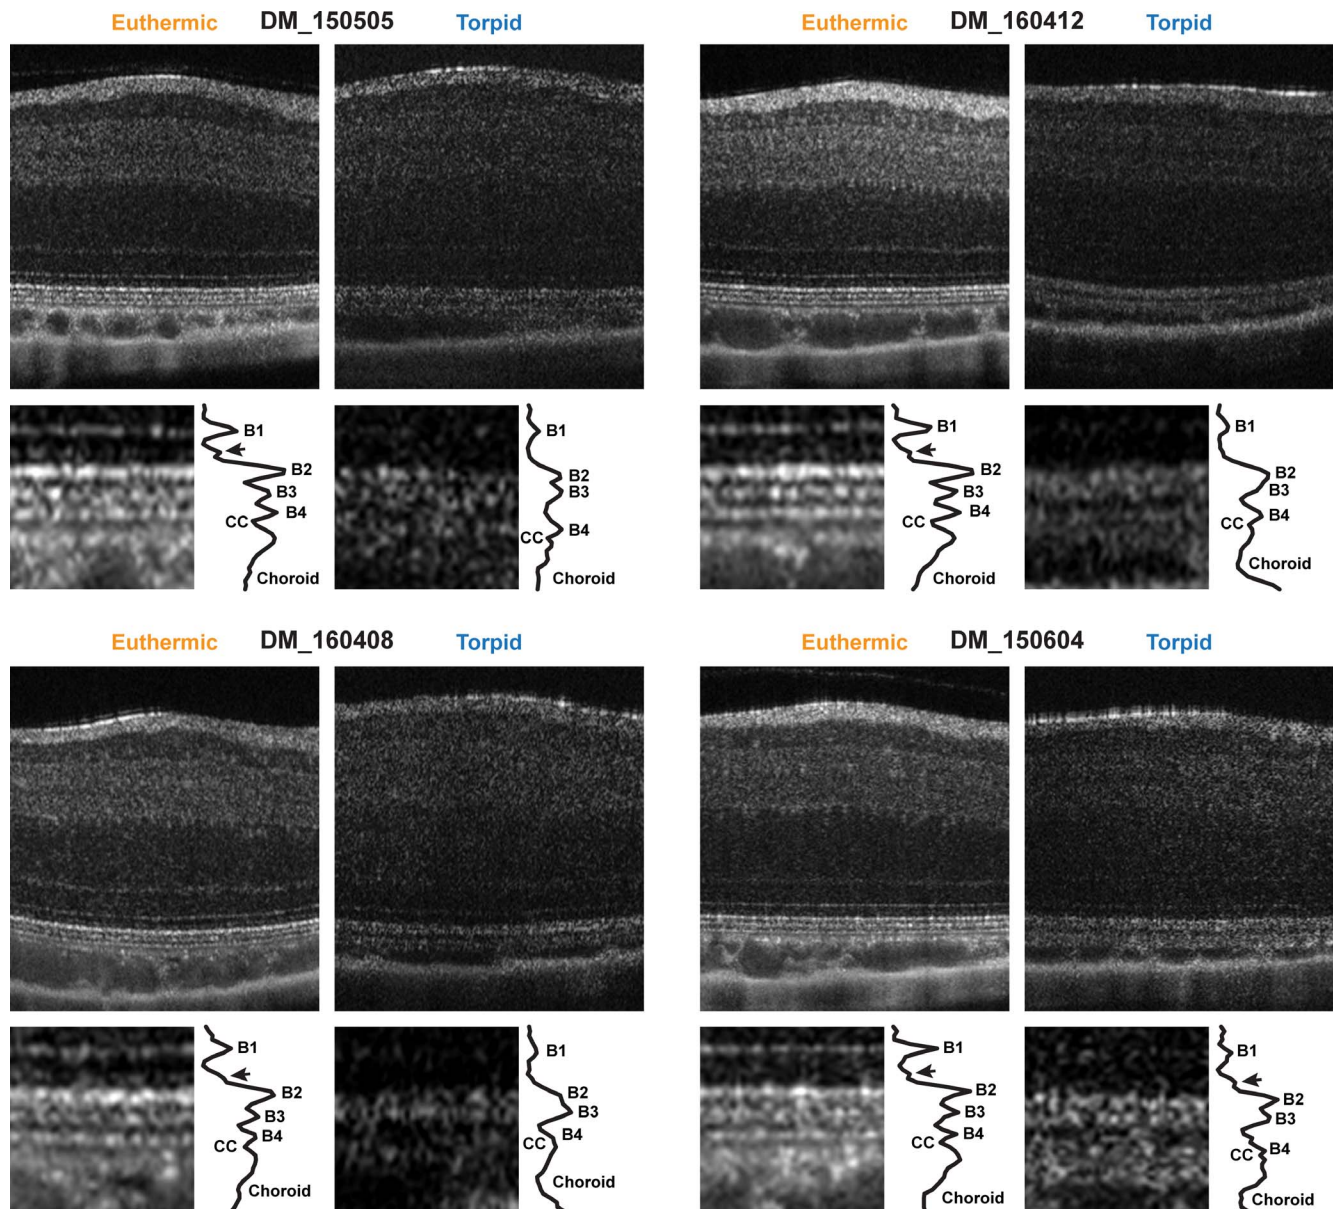 Euthermic DM_150505 Torpid
Euthermic DM_160412 Torpid
B1
B2
B3
B4
CC
Choroid
B1
B2
B3
B4
CC
Choroid
B1
B2
B3
B4
CC
Choroid
B1
B2
B3
B4
CC
Choroid
Euthermic DM_160408 Torpid
Euthermic DM_150604 Torpid
B1
B2
B3
B4
CC
Choroid
B1
B2
B3
B4
CC
Choroid
B1
B2
B3
B4
CC
Choroid
B1
B2
B3
B4
CC
Choroid